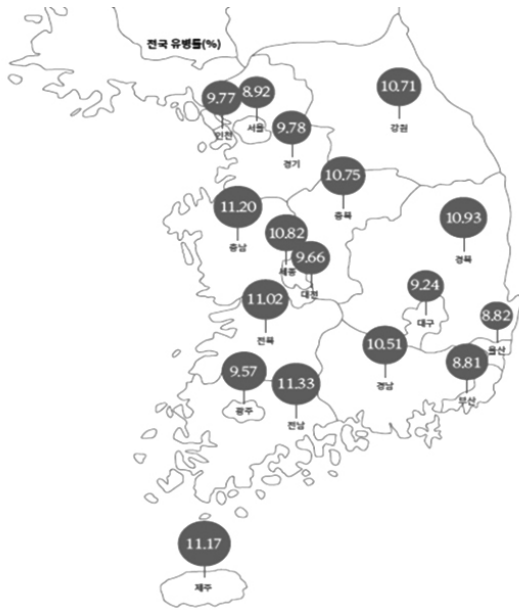 전국 유병률(%)
9.77
인천
8.92
서울
9.78
경기
10.71
강원
10.75
충북
11.20
충남
10.82
세종
9.66
대전
10.93
경북
9.24
대구
8.82
울산
11.02
전북
10.51
경남
8.81
부산
9.57
광주
11.33
전남
11.17
제주